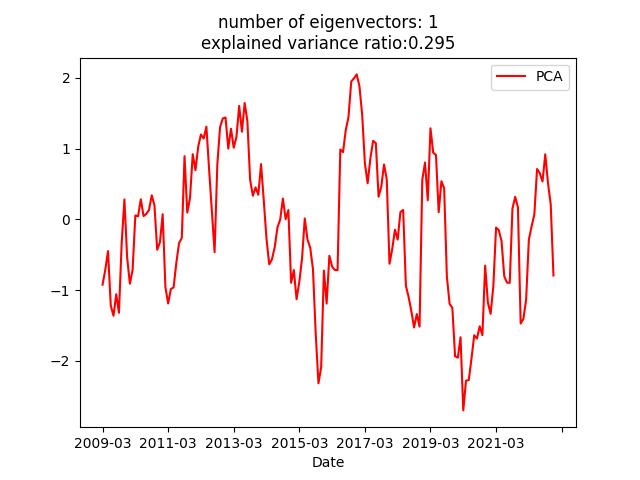 number of eigenvectors: 1
explained variance ratio:0.295
PCA
2
1
0
−1
−2
2009-03 2011-03 2013-03 2015-03 2017-03 2019-03 2021-03
Date